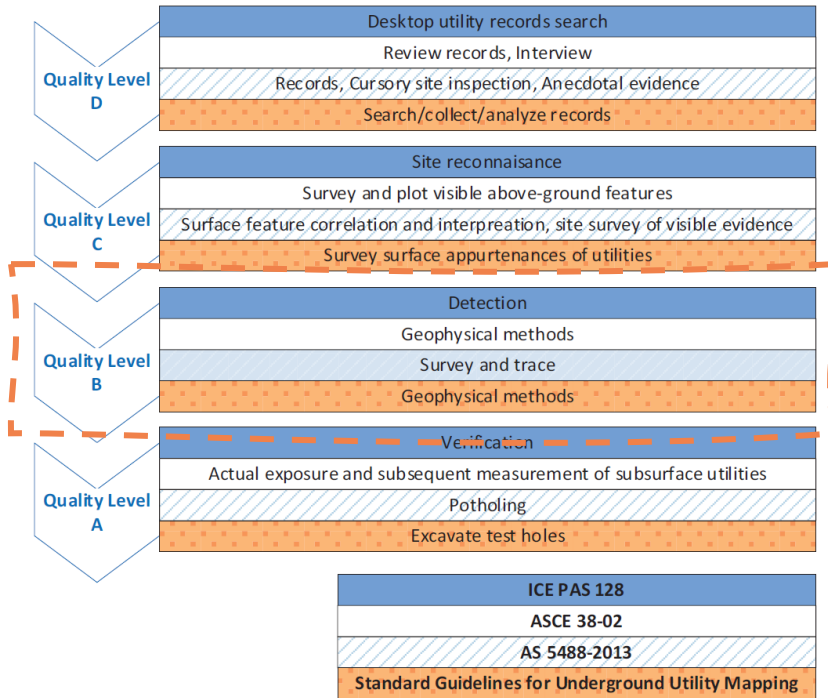 Desktop utility records search
Review records, Interview
Quality Level
D
Records, Cursory site inspection, Anecdotal evidence
Search/collect/analyze records
Site reconnaisance
Survey and plot visible above-ground features
Quality Level
C
Surface feature correlation and interpreation, site survey of visible evidence
Survey surface appurtenances of utilities
Detection
Geophysical methods
Quality Level
B
Survey and trace
Geophysical methods
Verification
Actual exposure and subsequent measurement of subsurface utilities
Quality Level
A
Potholing
Excavate test holes
ICE PAS 128
ASCE 38-02
AS 5488-2013
Standard Guidelines for Underground Utility Mapping